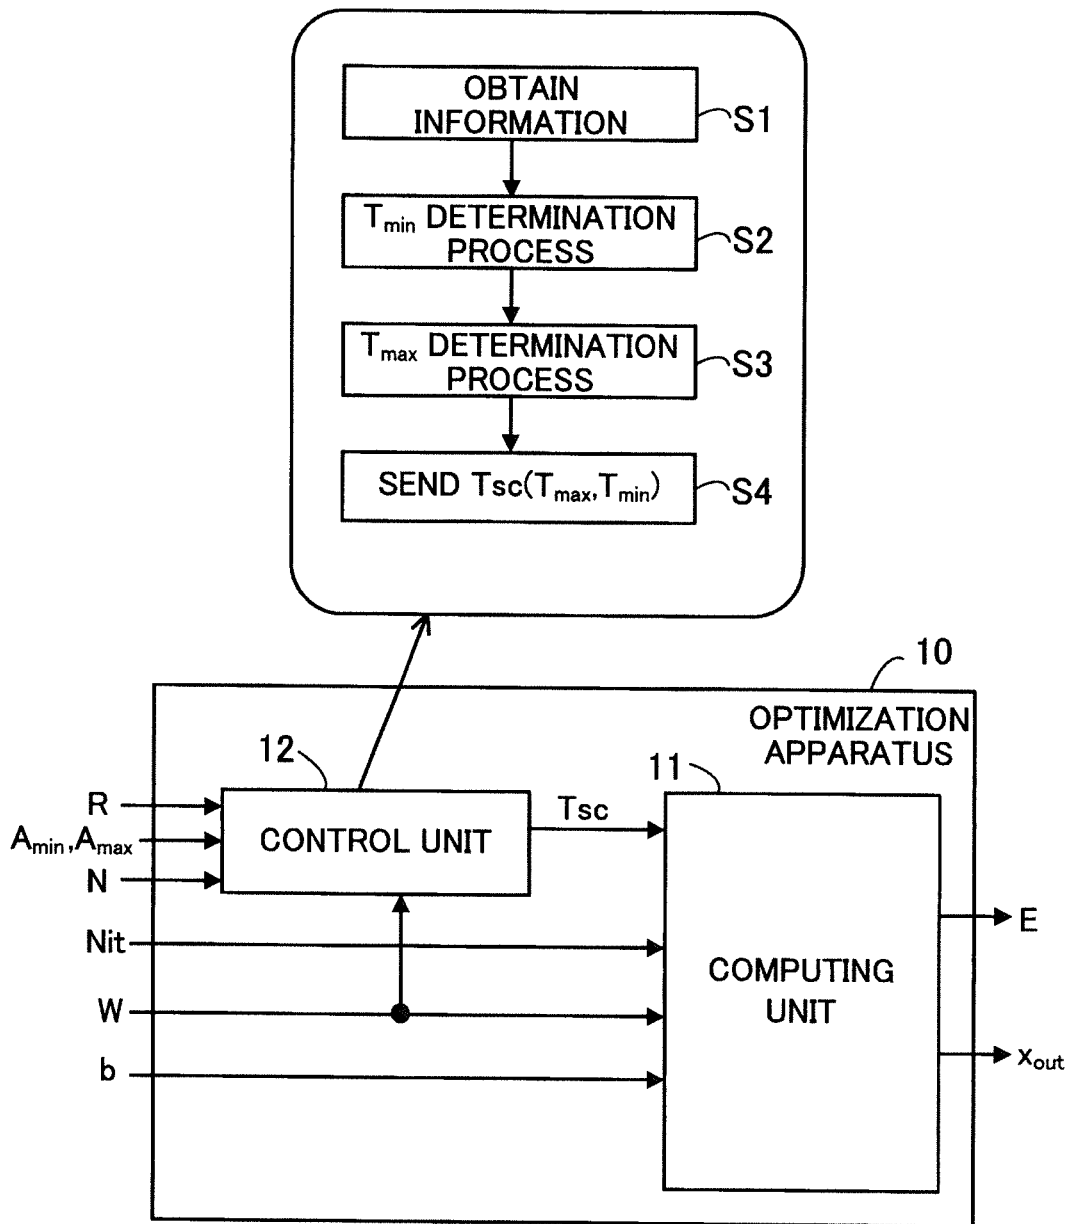 OBTAIN
INFORMATION
S1
Tmin DETERMINATION
PROCESS
S2
Tmax DETERMINATION
PROCESS
S3
SEND Tsc(Tmax,Tmin)
S4
10
OPTIMIZATION
APPARATUS
12
11
R
Amin,Amax
N
CONTROL UNIT
Tsc
Nit
W
b
COMPUTING
UNIT
E
xout